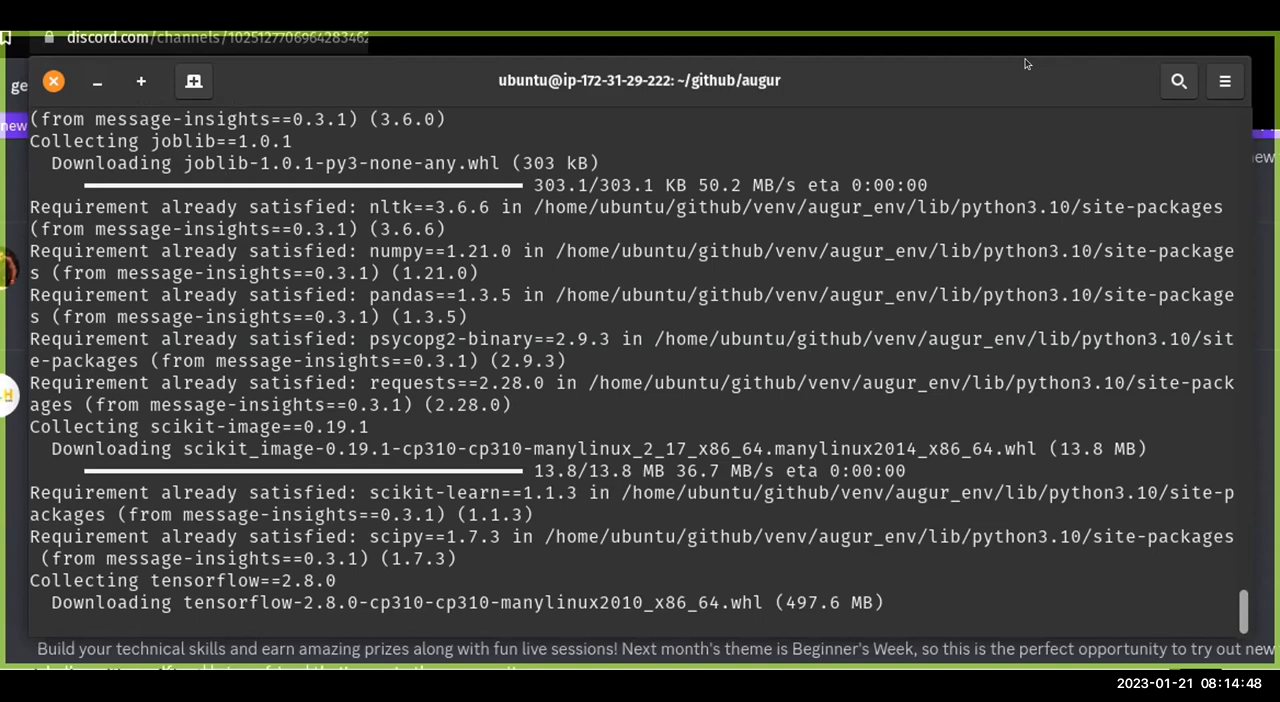 discord.com/channels/1025127706964283462
ge
ubuntu@ip-172-31-29-222: ~/github/augur
new
(from message-insights==0.3.1) (3.6.0)
Collecting joblib==1.0.1
  Downloading joblib-1.0.1-py3-none-any.whl (303 kB)
303.1/303.1 KB 50.2 MB/s eta 0:00:00
Requirement already satisfied: nltk==3.6.6 in /home/ubuntu/github/venv/augur_env/lib/python3.10/site-packages
(from message-insights==0.3.1) (3.6.6)
Requirement already satisfied: numpy==1.21.0 in /home/ubuntu/github/venv/augur_env/lib/python3.10/site-package
s (from message-insights==0.3.1) (1.21.0)
Requirement already satisfied: pandas==1.3.5 in /home/ubuntu/github/venv/augur_env/lib/python3.10/site-package
s (from message-insights==0.3.1) (1.3.5)
Requirement already satisfied: psycopg2-binary==2.9.3 in /home/ubuntu/github/venv/augur_env/lib/python3.10/sit
e-packages (from message-insights==0.3.1) (2.9.3)
Requirement already satisfied: requests==2.28.0 in /home/ubuntu/github/venv/augur_env/lib/python3.10/site-pack
ages (from message-insights==0.3.1) (2.28.0)
Collecting scikit-image==0.19.1
  Downloading scikit_image-0.19.1-cp310-cp310-manylinux_2_17_x86_64.manylinux2014_x86_64.whl (13.8 MB)
13.8/13.8 MB 36.7 MB/s eta 0:00:00
Requirement already satisfied: scikit-learn==1.1.3 in /home/ubuntu/github/venv/augur_env/lib/python3.10/site-p
ackages (from message-insights==0.3.1) (1.1.3)
Requirement already satisfied: scipy==1.7.3 in /home/ubuntu/github/venv/augur_env/lib/python3.10/site-packages
 (from message-insights==0.3.1) (1.7.3)
Collecting tensorflow==2.8.0
  Downloading tensorflow-2.8.0-cp310-cp310-manylinux2010_x86_64.whl (497.6 MB)
Build your technical skills and earn amazing prizes along with fun live sessions! Next month's theme is Beginner's Week, so this is the perfect opportunity to try out new
2023-01-21 08:14:48